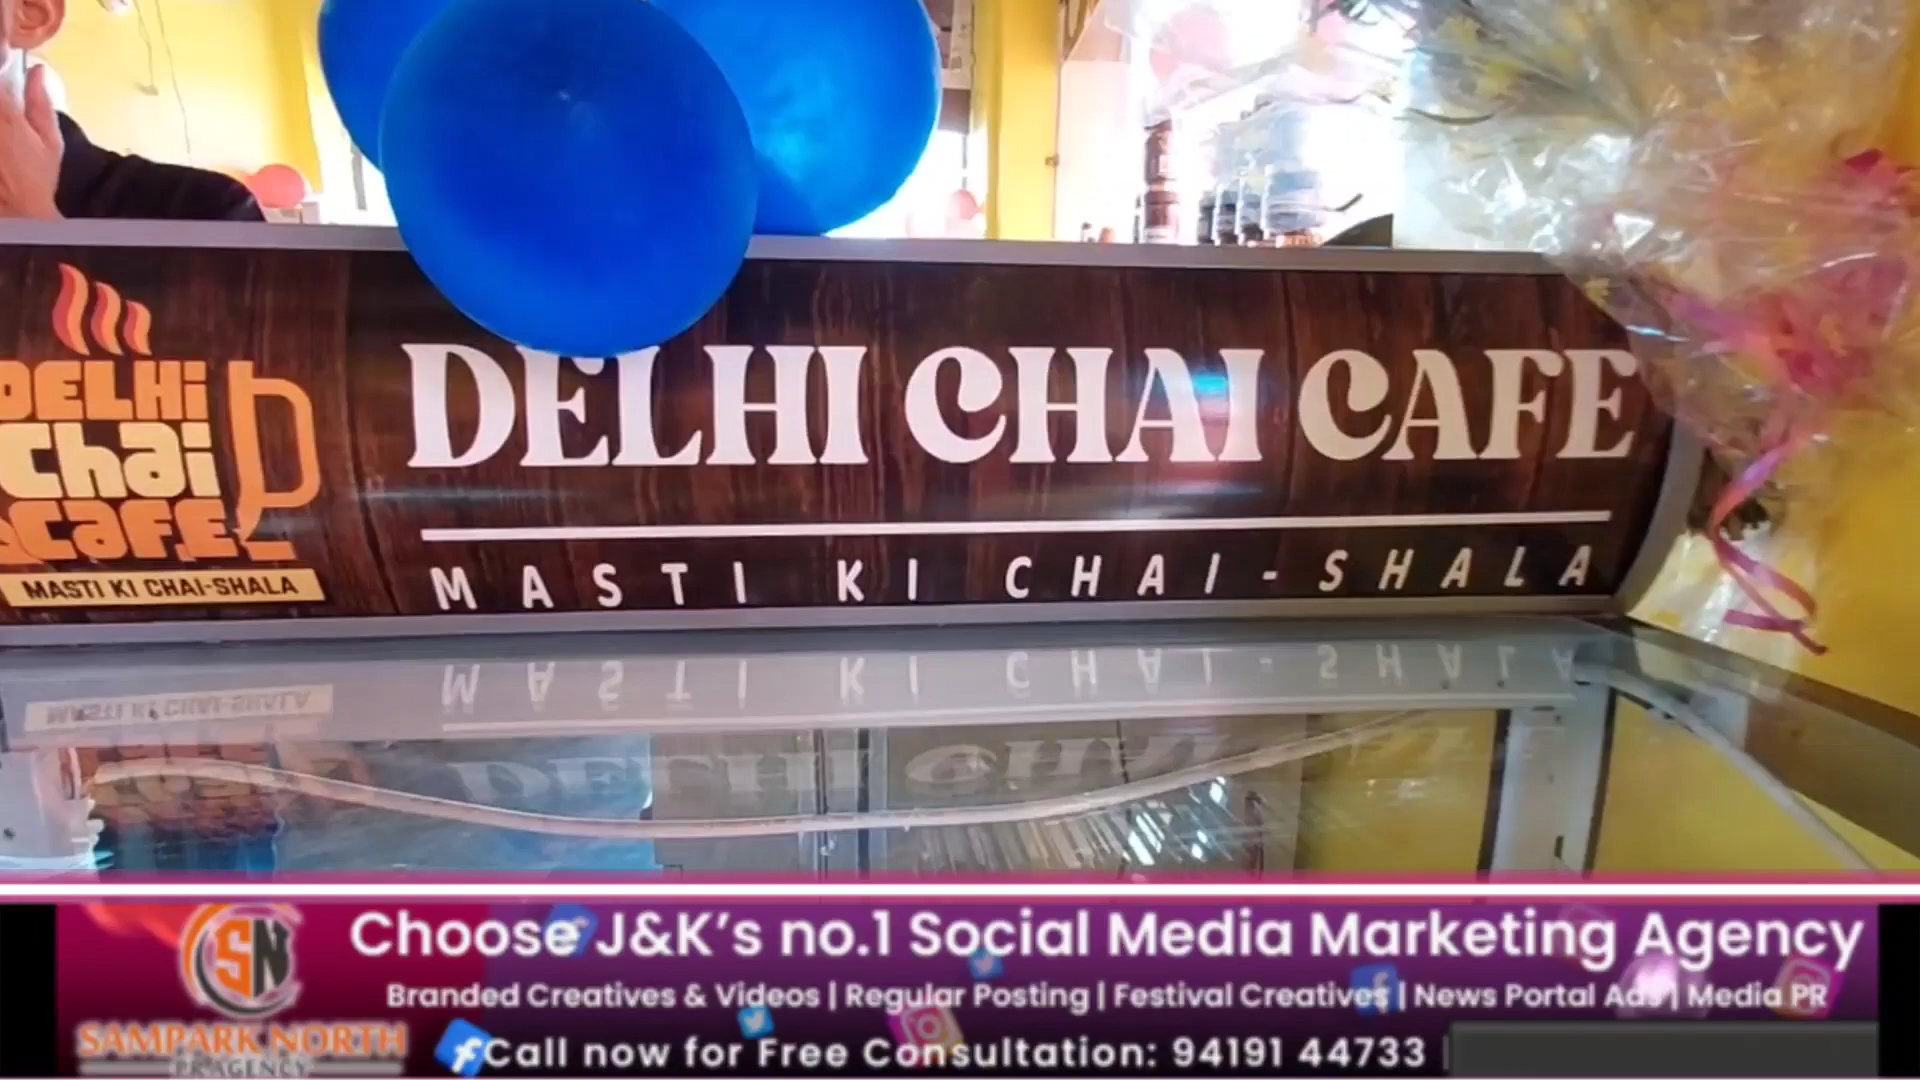 DELHi
Chai
CaFE
MASTI KI CHAI-SHALA
DELHI CHAI CAFE
MASTI KI CHAI-SHALA
SN
SAMPARK NORTH
PR AGENCY
Choose J&K’s no.1 Social Media Marketing Agency
Branded Creatives & Videos | Regular Posting | Festival Creatives | News Portal Ads | Media PR
Call now for Free Consultation: 94191 44733